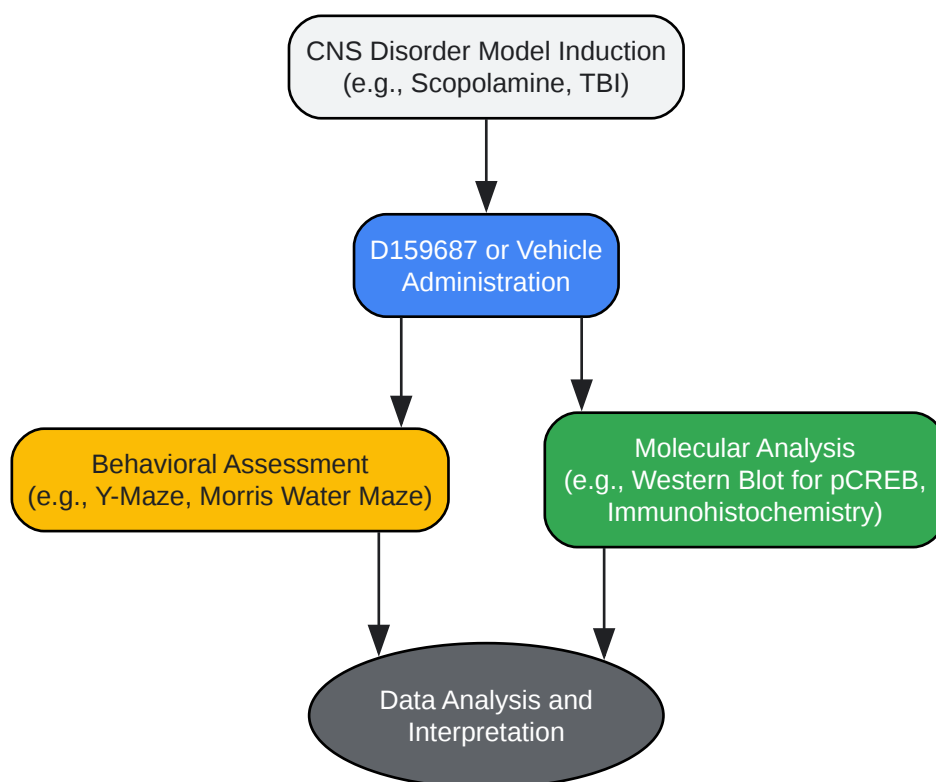 CNS Disorder Model Induction
(e.g., Scopolamine, TBI)
D159687 or Vehicle
Administration
Behavioral Assessment
(e.g., Y-Maze, Morris Water Maze)
Molecular Analysis
(e.g., Western Blot for pCREB,
Immunohistochemistry)
Data Analysis and
Interpretation